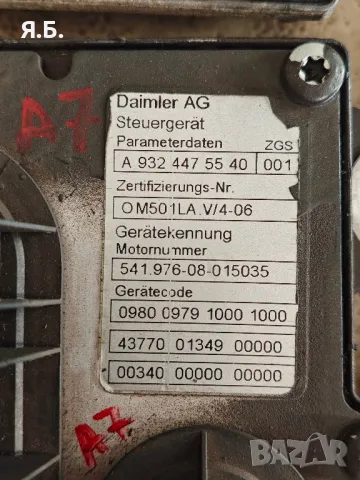 Я.Б.
A7
Daimler AG
Steuergerät
Parameterdaten ZGS
A 932 447 55 40 001
Zertifizierungs-Nr.
OM501LA.V/4-06
Gerätekennung
Motornummer
541.976-08-015035
Gerätecode
0980 0979 1000 1000
43770 01349 00000
00340 00000 00000
A7
BAZAR